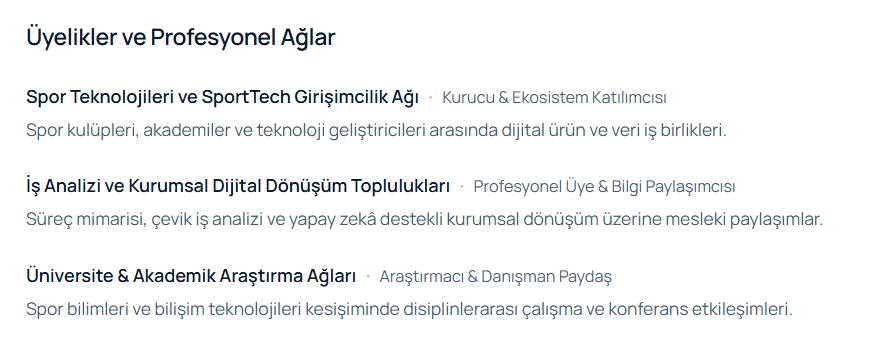 Üyelikler ve Profesyonel Ağlar
Spor Teknolojileri ve SportTech Girişimcilik Ağı · Kurucu & Ekosistem Katılımcısı
Spor kulüpleri, akademiler ve teknoloji geliştiricileri arasında dijital ürün ve veri iş birlikleri.
İş Analizi ve Kurumsal Dijital Dönüşüm Toplulukları · Profesyonel Üye & Bilgi Paylaşımcısı
Süreç mimarisi, çevik iş analizi ve yapay zekâ destekli kurumsal dönüşüm üzerine mesleki paylaşımlar.
Üniversite & Akademik Araştırma Ağları · Araştırmacı & Danışman Paydaş
Spor bilimleri ve bilişim teknolojileri kesişiminde disiplinlerarası çalışma ve konferans etkileşimleri.